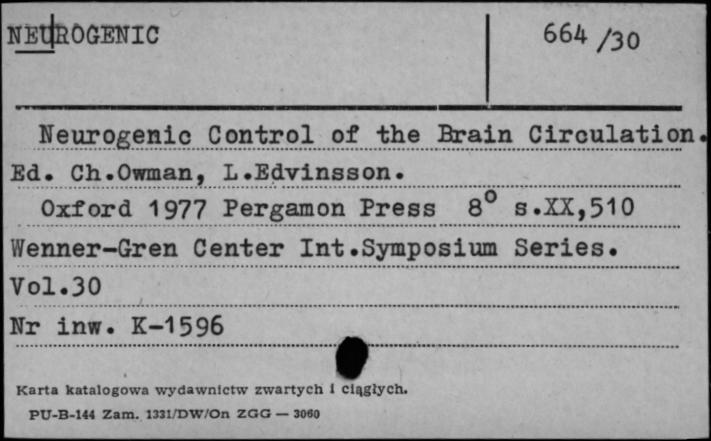 NEUROGENIC
664/30
Neurogenic Control of the Brain Circulation.
Ed. Ch.Owman, L.Edvinsson.
Oxford 1977 Pergamon Press 8° s.XX,510
Wenner-Gren Center Int.Symposium Series.
Vol.30
Nr inw. K-1596
Karta katalogowa wydawnictw zwartych i ciągłych.
PU-B-144 Zam. 1331/DW/On ZGG — 3060